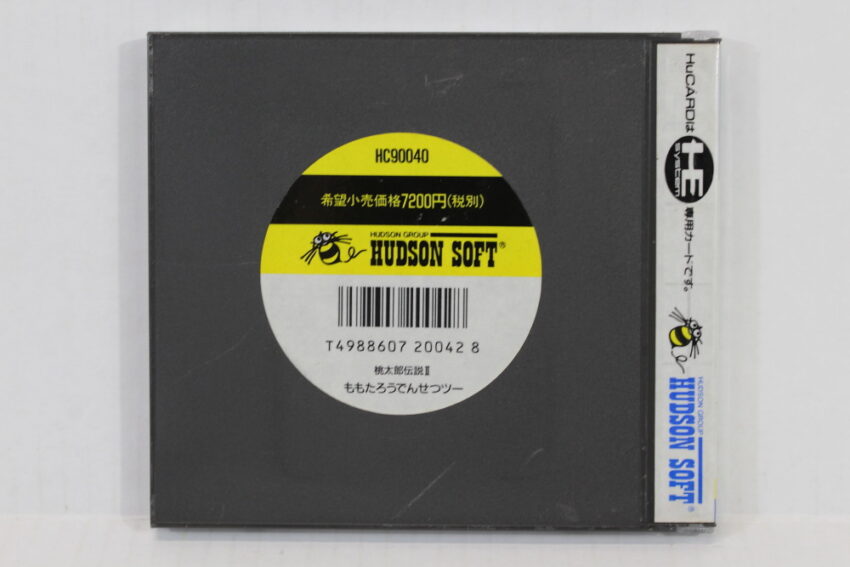 HC90040
希望小売価格7200円(税別)
HUDSON GROUP
HUDSON SOFT®
T4988607 20042 8
桃太郎伝説II
ももたろうでんせつツー
HuCARDは
HE
system
専用カードです。
HUDSON GROUP
HUDSON SOFT®